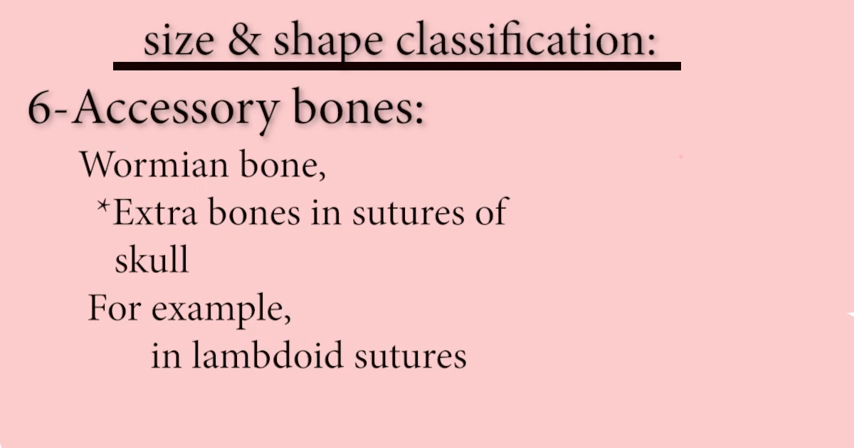 size & shape classification:
6-Accessory bones:
Wormian bone,
*Extra bones in sutures of
skull
For example,
in lambdoid sutures